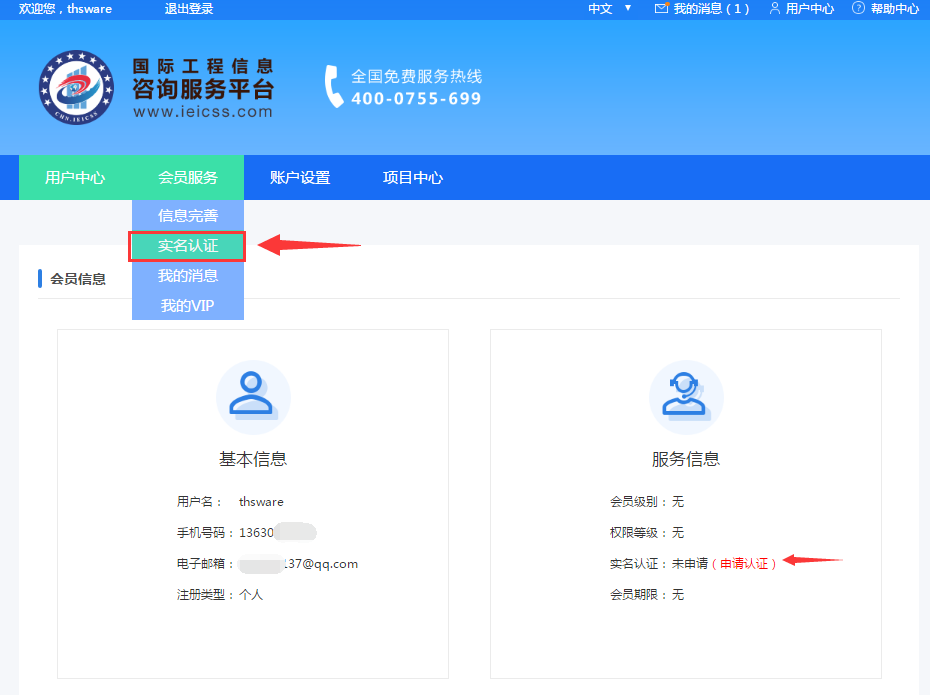 欢迎您，thsware 退出登录 中文 ▼ 我的消息 ( 1 ) 用户中心 ? 帮助中心
国际工程信息
咨询服务平台
www.ieicss.com
CHN.IEICSS
全国免费服务热线
400-0755-699
用户中心 会员服务 账户设置 项目中心
信息完善
实名认证
我的消息
我的VIP
会员信息
基本信息
用户名： thsware
手机号码：13630
电子邮箱： 137@qq.com
注册类型：个人
服务信息
会员级别：无
权限等级：无
实名认证：未申请（申请认证）
会员期限：无